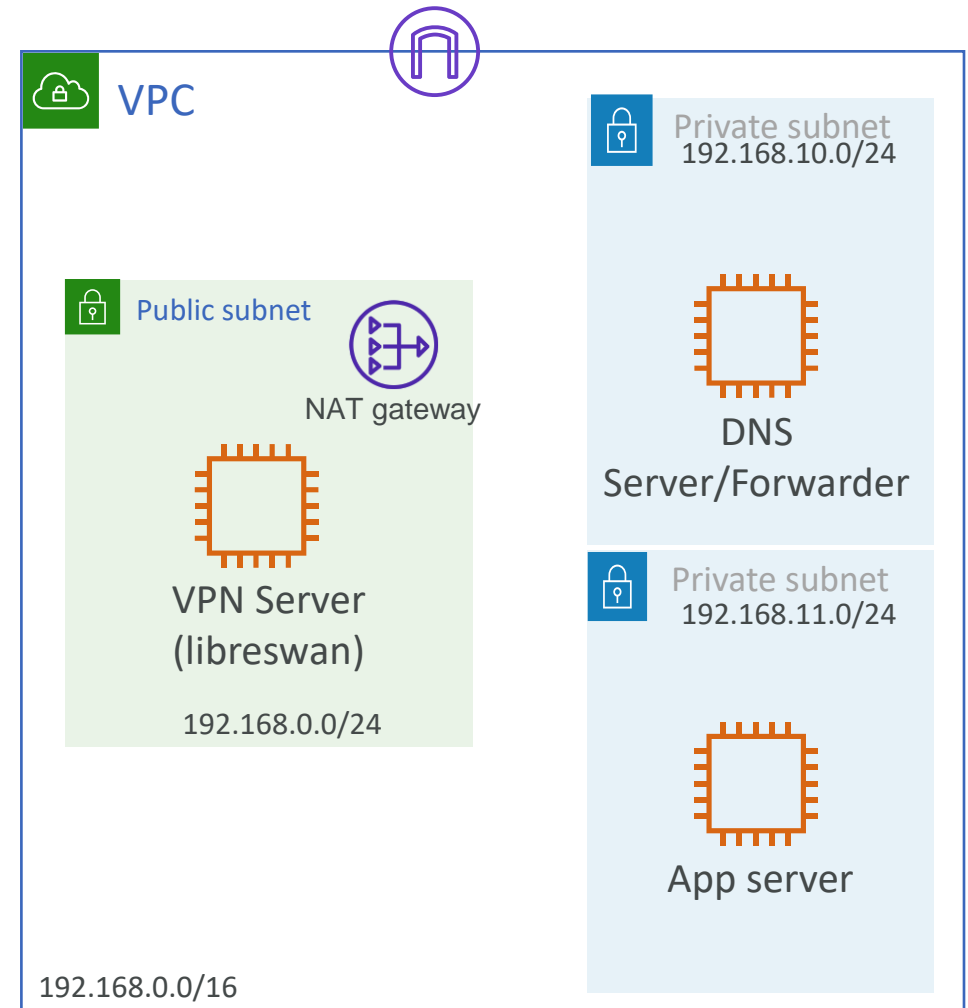 VPC
Private subnet
192.168.10.0/24
Public subnet
NAT gateway
DNS
Server/Forwarder
VPN Server
(libreswan)
192.168.0.0/24
Private subnet
192.168.11.0/24
App server
192.168.0.0/16